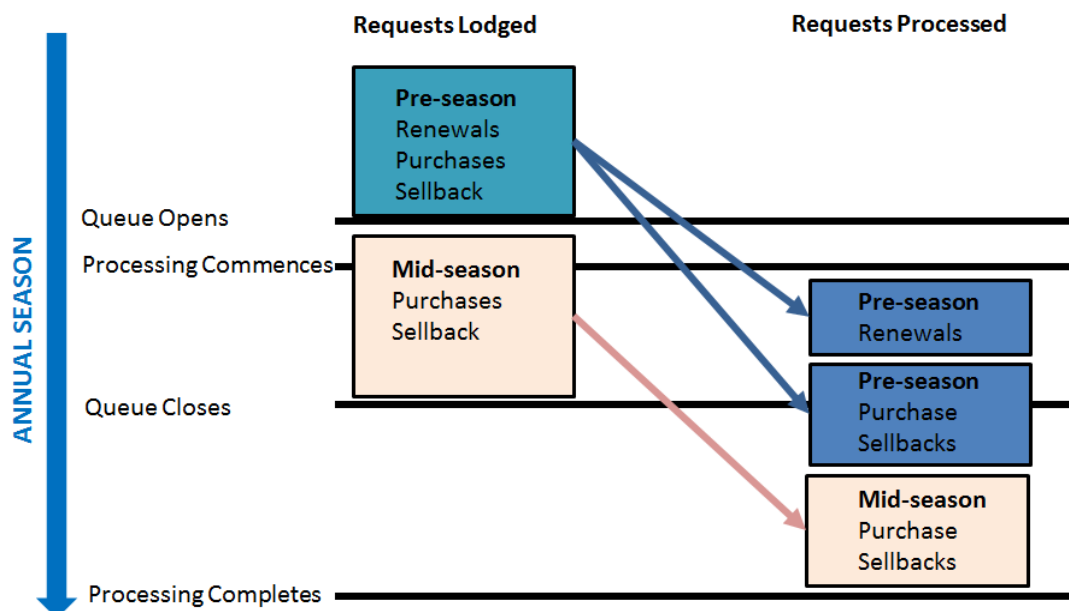 Requests Lodged
Requests Processed
Pre-season
Renewals
Purchases
Sellback
Queue Opens
Processing Commences
Mid-season
Purchases
Sellback
Pre-season
Renewals
Queue Closes
Pre-season
Purchase
Sellbacks
Mid-season
Purchase
Sellbacks
Processing Completes
ANNUAL SEASON